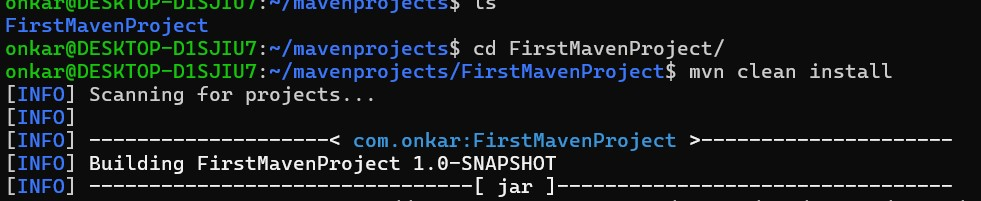 onkar@DESKTOP-D1SJIU7:~/mavenprojects$ ls
FirstMavenProject
onkar@DESKTOP-D1SJIU7:~/mavenprojects$ cd FirstMavenProject/
onkar@DESKTOP-D1SJIU7:~/mavenprojects/FirstMavenProject$ mvn clean install
[INFO] Scanning for projects...
[INFO]
[INFO] -------------------< com.onkar:FirstMavenProject >--------------------
[INFO] Building FirstMavenProject 1.0-SNAPSHOT
[INFO] --------------------------------[ jar ]---------------------------------